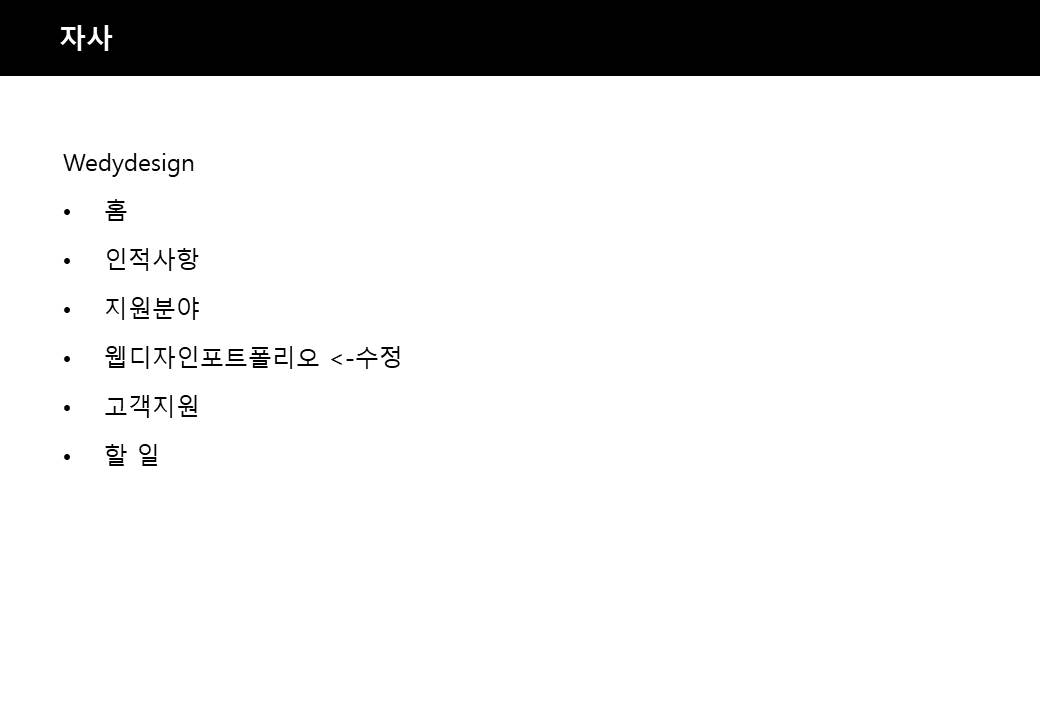 자사
Wedydesign
• 홈
• 인적사항
• 지원분야
• 웹디자인포트폴리오 <-수정
• 고객지원
• 할 일